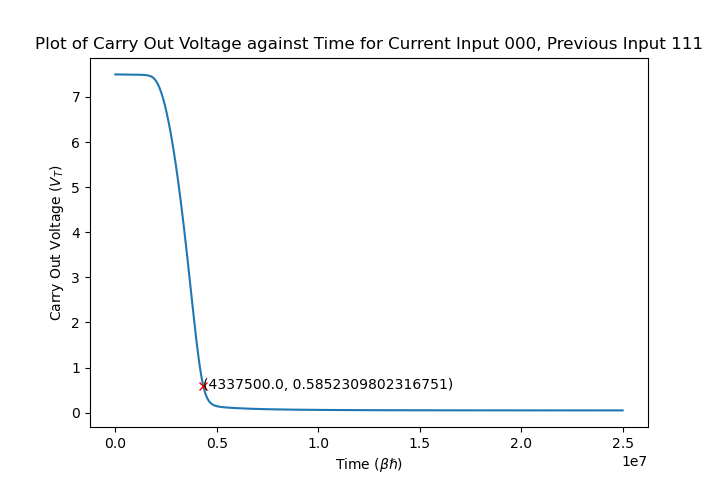 Plot of Carry Out Voltage against Time for Current Input 000, Previous Input 111
7
6
5
4
3
2
1
0
Carry Out Voltage (V_T)
(4337500.0, 0.5852309802316751)
0.0 0.5 1.0 1.5 2.0 2.5
1e7
Time (βℏ)